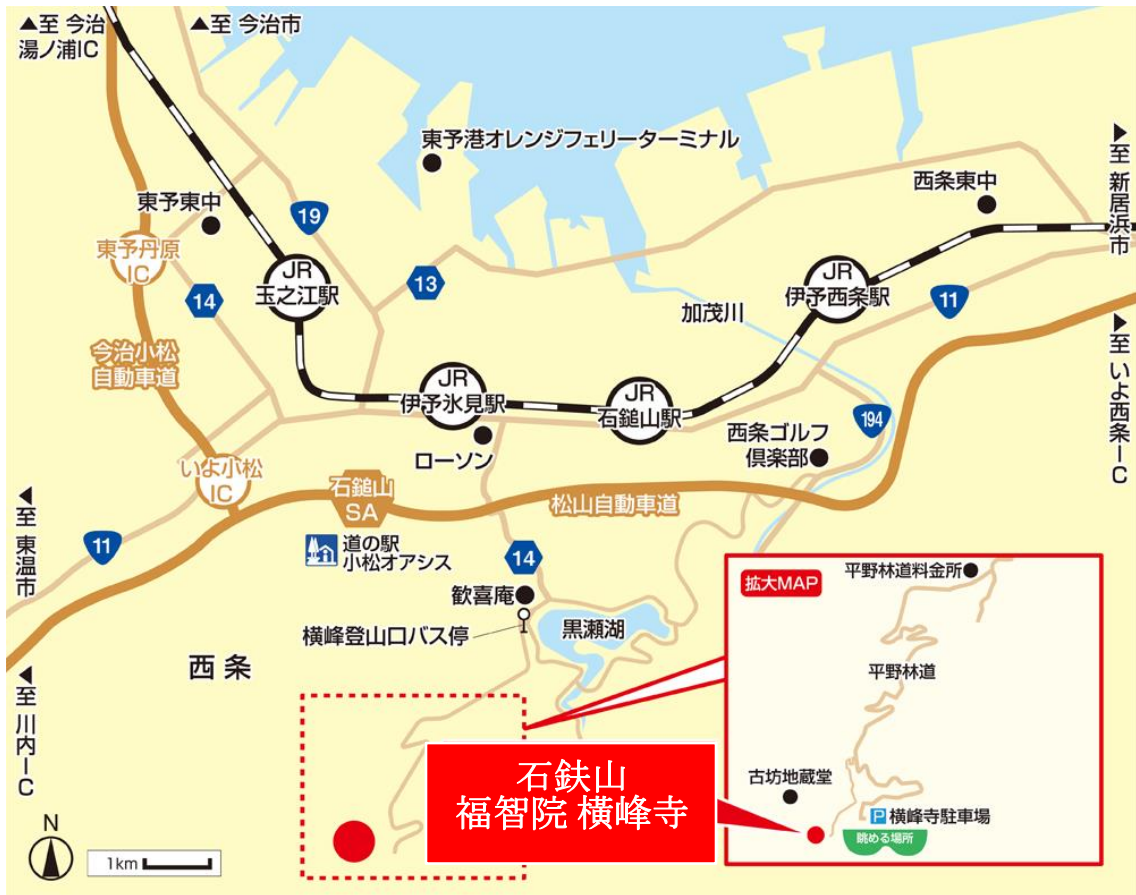 ▲至 今治
湯ノ浦IC
▲至 今治市
東予港オレンジフェリーターミナル
▶至 新居浜市
西条東中
東予東中
19
東予丹原
IC
14
JR
玉之江駅
13
JR
伊予西条駅
11
加茂川
▶至 いよ西条IC
今治小松
自動車道
JR
伊予氷見駅
JR
石鎚山駅
194
西条ゴルフ
倶楽部
ローソン
いよ小松
IC
石鎚山
SA
松山自動車道
◀至 東温市
11
道の駅
小松オアシス
14
歓喜庵
横峰登山口バス停
黒瀬湖
西条
◀至 川内IC
拡大MAP
平野林道料金所
平野林道
石鈇山
福智院 横峰寺
古坊地蔵堂
P 横峰寺駐車場
眺める場所
N
1km